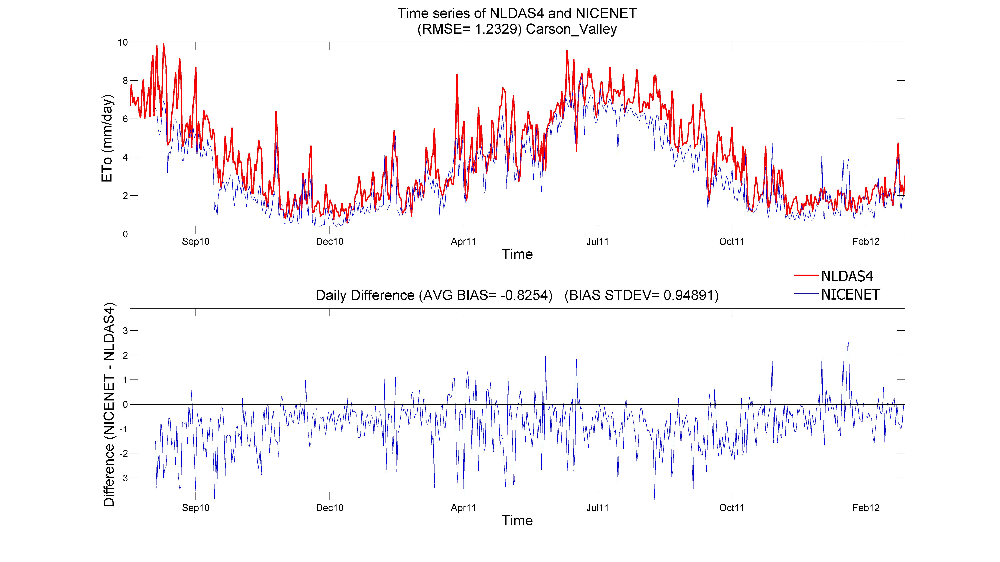 Time series of NLDAS4 and NICENET
(RMSE= 1.2329) Carson_Valley
10
8
6
4
2
0
ETo (mm/day)
Sep10 Dec10 Apr11 Jul11 Oct11 Feb12
Time
NLDAS4
NICENET
Daily Difference (AVG BIAS= -0.8254) (BIAS STDEV= 0.94891)
3
2
1
0
-1
-2
-3
Difference (NICENET - NLDAS4)
Sep10 Dec10 Apr11 Jul11 Oct11 Feb12
Time